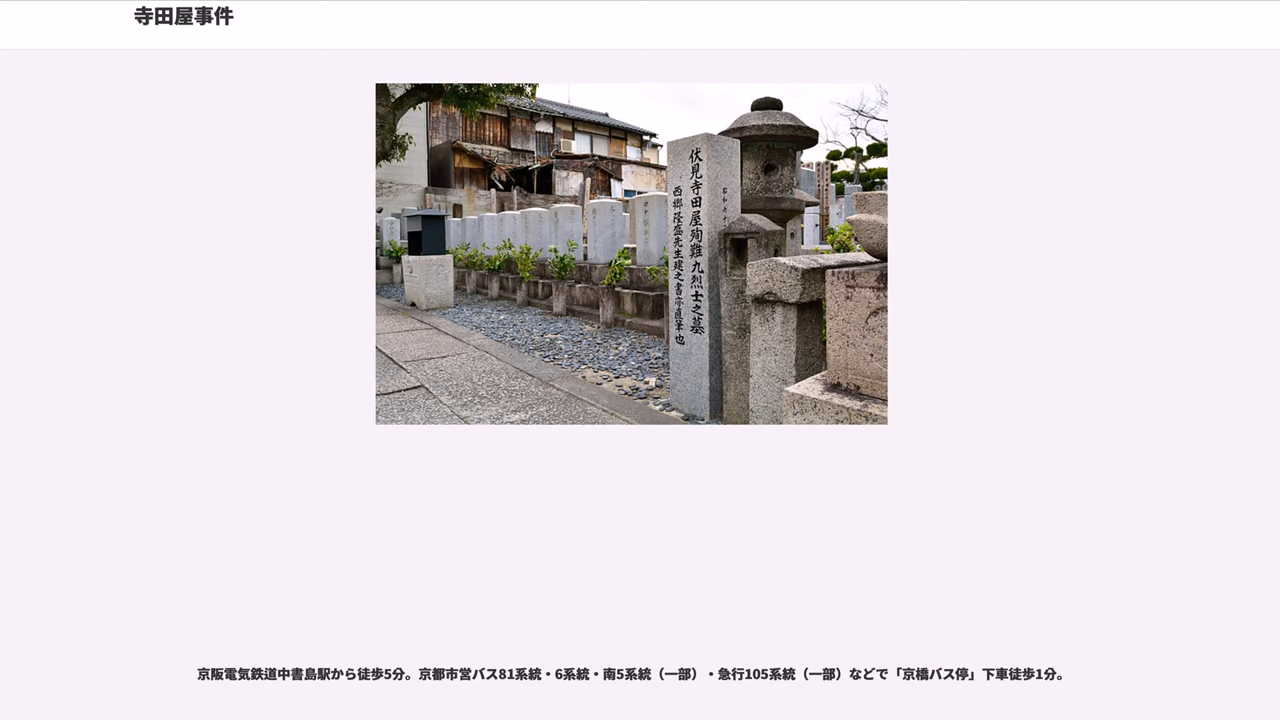 寺田屋事件
伏見寺田屋殉難九烈士之墓
西郷隆盛先生建之書亦直筆也
京阪電気鉄道中書島駅から徒歩5分。京都市営バス81系統・6系統・南5系統（一部）・急行105系統（一部）などで「京橋バス停」下車徒歩1分。